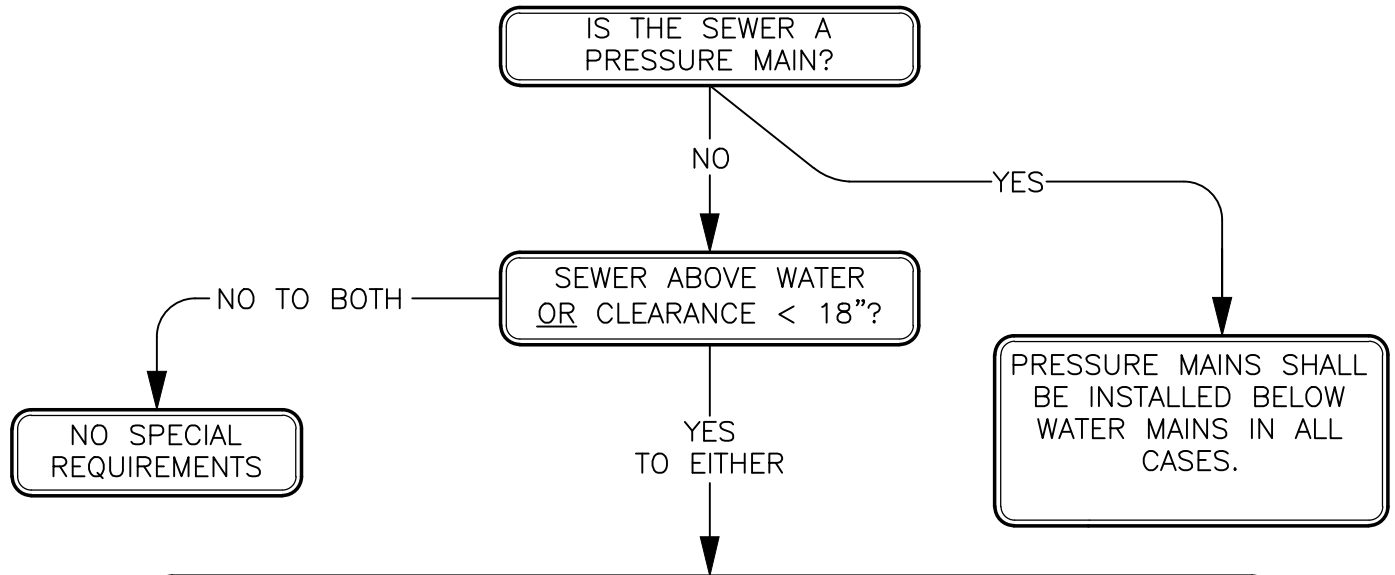 IS THE SEWER A
PRESSURE MAIN?
NO
YES
SEWER ABOVE WATER
OR CLEARANCE < 18”?
NO TO BOTH
PRESSURE MAINS SHALL
BE INSTALLED BELOW
WATER MAINS IN ALL
CASES.
NO SPECIAL
REQUIREMENTS
YES
TO EITHER